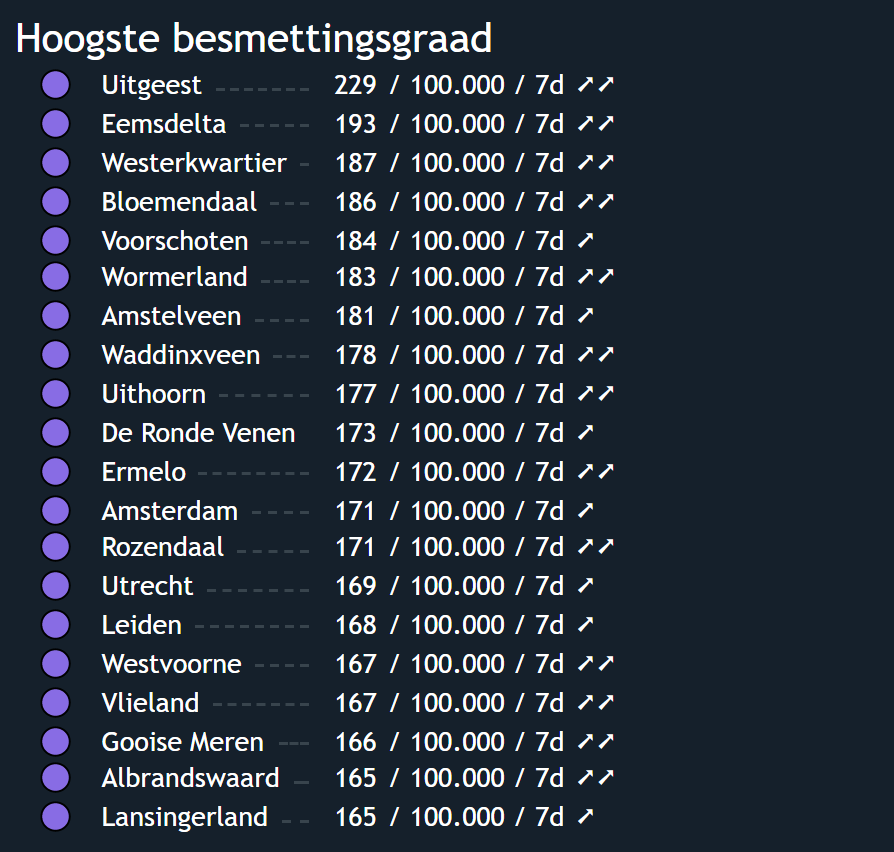 Hoogste besmettingsgraad
Uitgeest ------- 229 / 100.000 / 7d ➚➚
Eemsdelta ----- 193 / 100.000 / 7d ➚➚
Westerkwartier - 187 / 100.000 / 7d ➚➚
Bloemendaal --- 186 / 100.000 / 7d ➚➚
Voorschoten ---- 184 / 100.000 / 7d ➚
Wormerland ---- 183 / 100.000 / 7d ➚➚
Amstelveen ---- 181 / 100.000 / 7d ➚
Waddinxveen --- 178 / 100.000 / 7d ➚➚
Uithoorn ------ 177 / 100.000 / 7d ➚➚
De Ronde Venen 173 / 100.000 / 7d ➚
Ermelo -------- 172 / 100.000 / 7d ➚➚
Amsterdam ---- 171 / 100.000 / 7d ➚
Rozendaal ----- 171 / 100.000 / 7d ➚➚
Utrecht ------- 169 / 100.000 / 7d ➚
Leiden -------- 168 / 100.000 / 7d ➚
Westvoorne ---- 167 / 100.000 / 7d ➚➚
Vlieland ------- 167 / 100.000 / 7d ➚➚
Gooise Meren --- 166 / 100.000 / 7d ➚➚
Albrandswaard - 165 / 100.000 / 7d ➚➚
Lansingerland -- 165 / 100.000 / 7d ➚